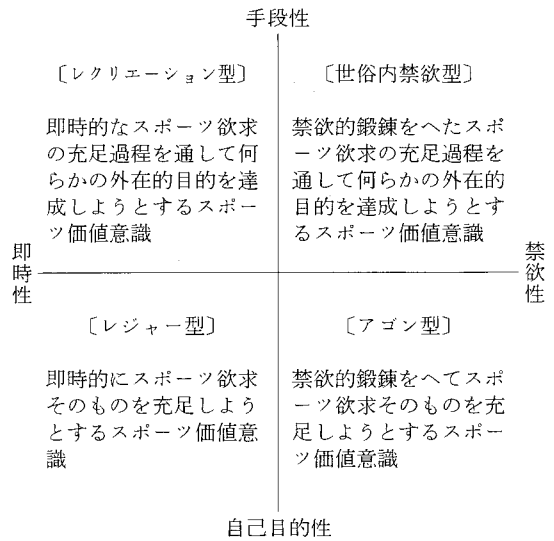 手段性
〔レクリエーション型〕
即時的なスポーツ欲求
の充足過程を通して何
らかの外在的目的を達
成しようとするスポー
ツ価値意識
〔世俗内禁欲型〕
禁欲的鍛錬をへたスポ
ーツ欲求の充足過程を
通して何らかの外在的
目的を達成しようとす
るスポーツ価値意識
即時性
禁欲性
〔レジャー型〕
即時的にスポーツ欲求
そのものを充足しよう
とするスポーツ価値意
識
〔アゴン型〕
禁欲的鍛錬をへてスポ
ーツ欲求そのものを充
足しようとするスポー
ツ価値意識
自己目的性